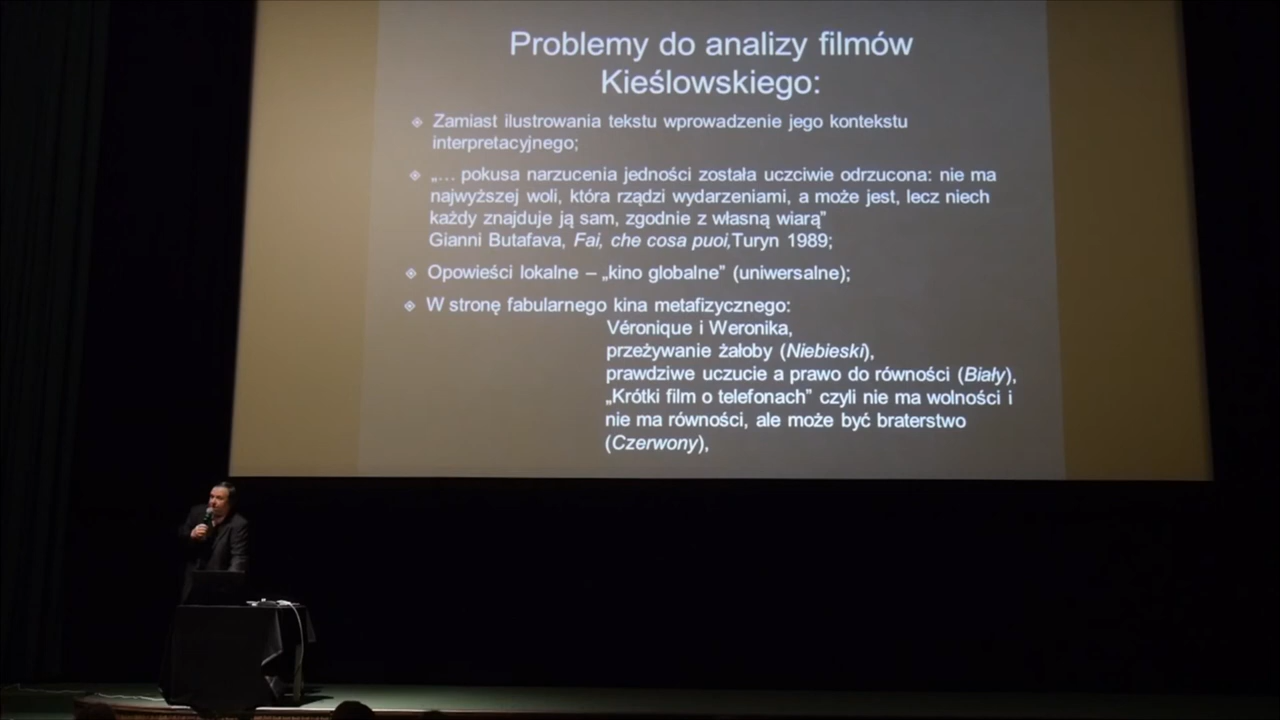 Problemy do analizy filmów
Kieślowskiego:
Zamiast ilustrowania tekstu wprowadzenie jego kontekstu
interpretacyjnego;
„… pokusa narzucenia jedności została uczciwie odrzucona: nie ma
najwyższej woli, która rządzi wydarzeniami, a może jest, lecz niech
każdy znajduje ją sam, zgodnie z własną wiarą”
Gianni Butafava, Fai, che cosa puoi,Turyn 1989;
Opowieści lokalne – „kino globalne” (uniwersalne);
W stronę fabularnego kina metafizycznego:
Véronique i Weronika,
przeżywanie żałoby (Niebieski),
prawdziwe uczucie a prawo do równości (Biały),
„Krótki film o telefonach” czyli nie ma wolności i
nie ma równości, ale może być braterstwo
(Czerwony),